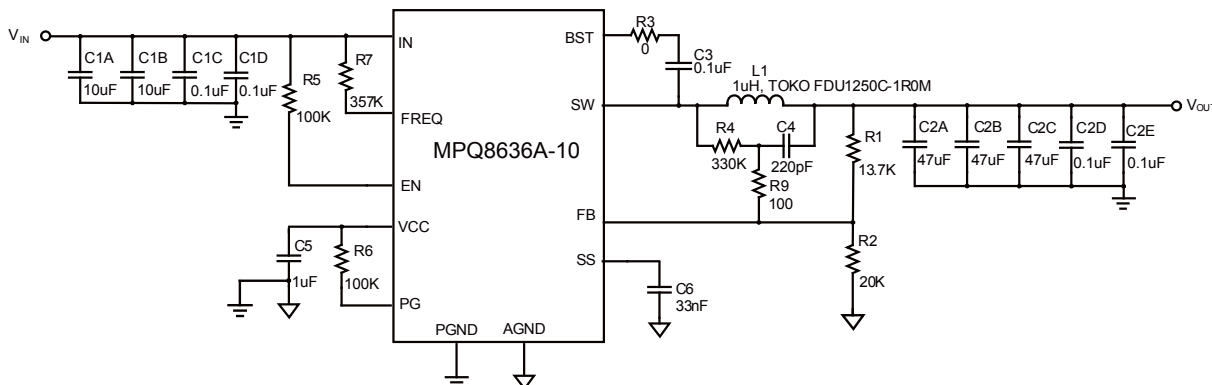 V IN
C1A
10uF
C1B
10uF
C1C
0.1uF
C1D
0.1uF
R5
100K
R7
357K
IN
FREQ
EN
VCC
PG
C5
1uF
R6
100K
MPQ8636A-10
PGND
AGND
BST
SW
FB
SS
R3
0
C3
0.1uF
L1
1uH, TOKO FDU1250C-1R0M
R4
330K
C4
220pF
R9
100
R1
13.7K
R2
20K
C6
33nF
C2A
47uF
C2B
47uF
C2C
47uF
C2D
0.1uF
C2E
0.1uF
VOUT